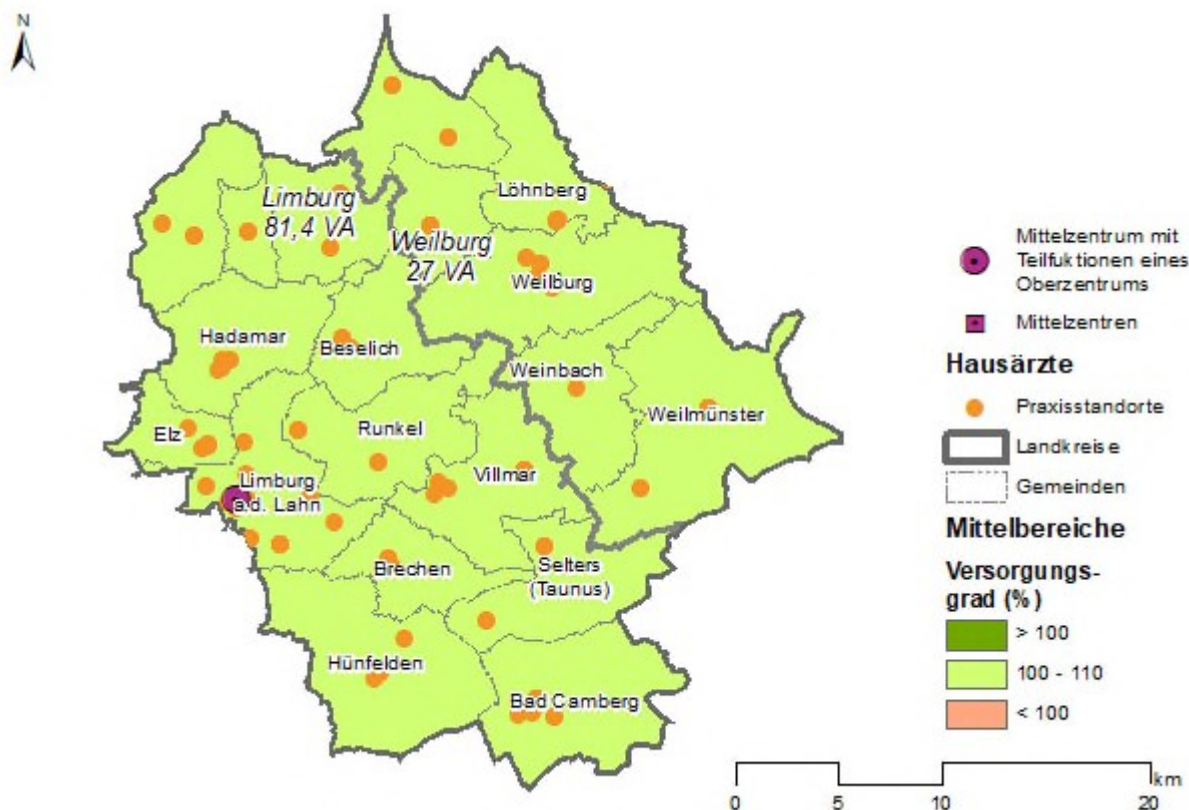 N
Limburg
81,4 VA
Weilburg
27 VA
Löhnberg
Weilburg
Hadamar
Beselich
Weinbach
Weilmünster
Elz
Runkel
Villmar
Limburg
a.d. Lahn
Brechen
Selters
(Taunus)
Hünfelden
Bad Camberg
Mittelzentrum mit
Teilfuktionen eines
Oberzentrums
Mittelzentren
Hausärzte
Praxisstandorte
Landkreise
Gemeinden
Mittelbereiche
Versorgungs-
grad (%)
> 100
100 - 110
< 100
km
0 5 10 20